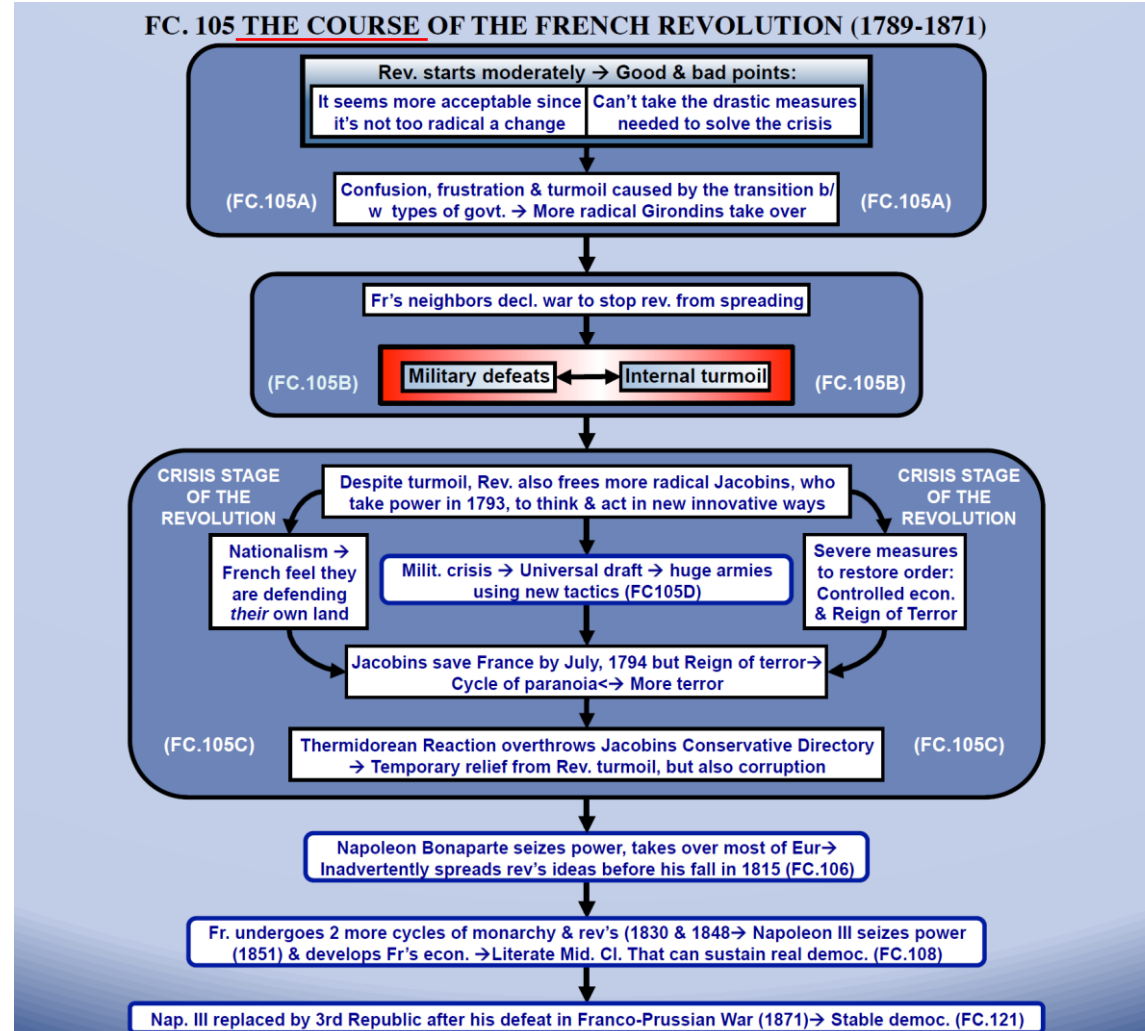 FC. 105 THE COURSE OF THE FRENCH REVOLUTION (1789-1871)
Rev. starts moderately → Good & bad points:
It seems more acceptable since
it's not too radical a change
Can't take the drastic measures
needed to solve the crisis
(FC.105A)
Confusion, frustration & turmoil caused by the transition b/
w types of govt. → More radical Girondins take over
(FC.105A)
Fr's neighbors decl. war to stop rev. from spreading
(FC.105B)
Military defeats
Internal turmoil
(FC.105B)
CRISIS STAGE
OF THE
REVOLUTION
Despite turmoil, Rev. also frees more radical Jacobins, who
take power in 1793, to think & act in new innovative ways
CRISIS STAGE
OF THE
REVOLUTION
Nationalism →
French feel they
are defending
their own land
Milit. crisis → Universal draft → huge armies
using new tactics (FC105D)
Severe measures
to restore order:
Controlled econ.
& Reign of Terror
Jacobins save France by July, 1794 but Reign of terror→
Cycle of paranoia<→ More terror
(FC.105C)
Thermidorean Reaction overthrows Jacobins Conservative Directory
→ Temporary relief from Rev. turmoil, but also corruption
(FC.105C)
Napoleon Bonaparte seizes power, takes over most of Eur→
Inadvertently spreads rev's ideas before his fall in 1815 (FC.106)
Fr. undergoes 2 more cycles of monarchy & rev's (1830 & 1848→ Napoleon III seizes power
(1851) & develops Fr's econ. →Literate Mid. Cl. That can sustain real democ. (FC.108)
Nap. III replaced by 3rd Republic after his defeat in Franco-Prussian War (1871)→ Stable democ. (FC.121)